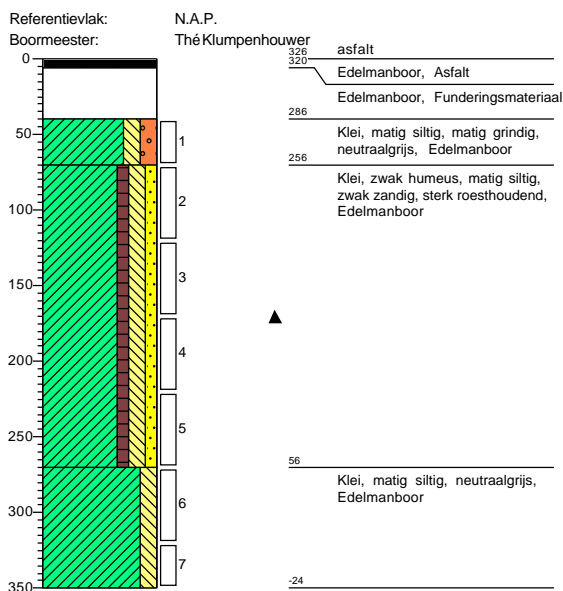 Referentievlak: N.A.P.
Boormeester: Thé Klumpenhouwer
0
50
100
150
200
250
300
350
1
2
3
4
5
6
7
326 asfalt
320
Edelmanboor, Asfalt
Edelmanboor, Funderingsmateriaal
286
Klei, matig siltig, matig grindig,
neutraalgrijs, Edelmanboor
256
Klei, zwak humeus, matig siltig,
zwak zandig, sterk roesthoudend,
Edelmanboor
56
Klei, matig siltig, neutraalgrijs,
Edelmanboor
-24